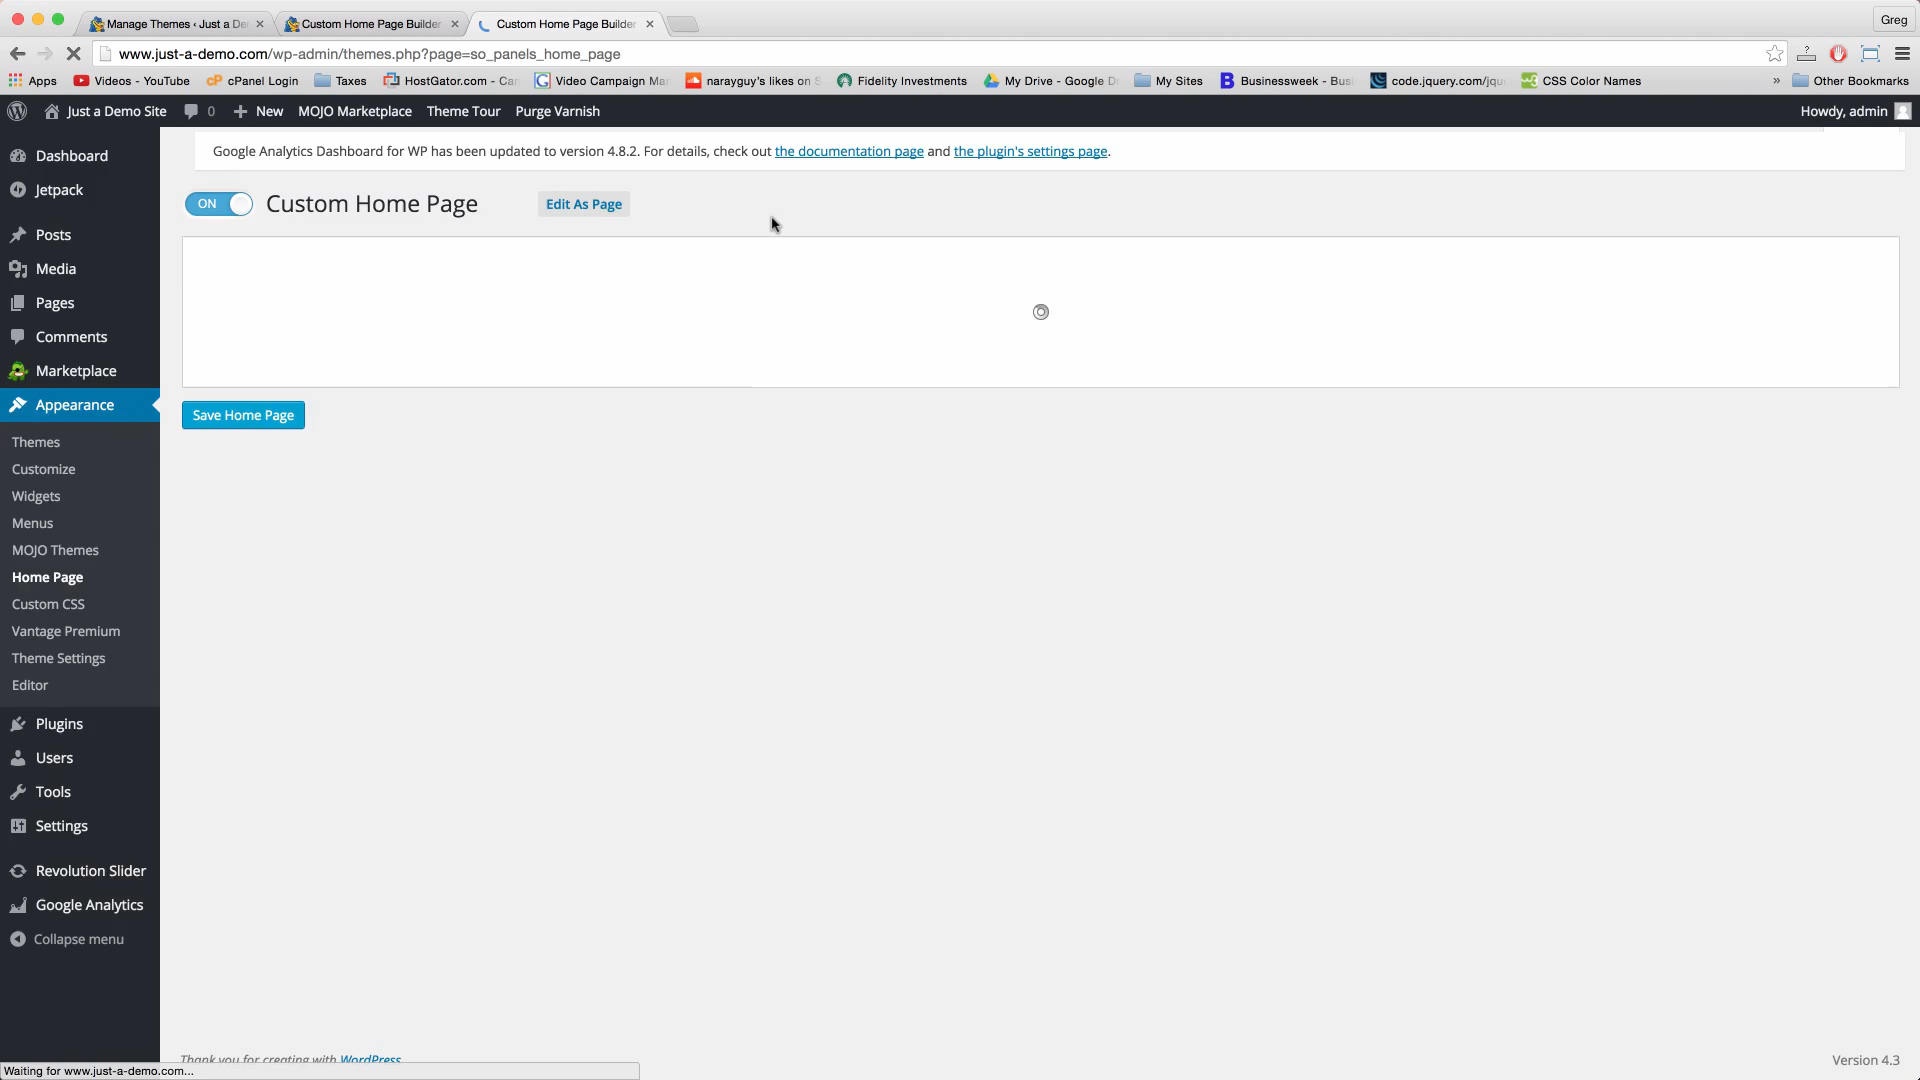 Manage Themes ‹ Just a De
Custom Home Page Builder
Custom Home Page Builder
Greg
www.just-a-demo.com/wp-admin/themes.php?page=so_panels_home_page
Apps
Videos - YouTube
cPanel Login
Taxes
HostGator.com - Ca
Video Campaign Ma
narayguy's likes on S
Fidelity Investments
My Drive - Google D
My Sites
Businessweek - Busi
code.jquery.com/jqu
CSS Color Names
»
Other Bookmarks
Just a Demo Site
0
New
MOJO Marketplace
Theme Tour
Purge Varnish
Howdy, admin
Google Analytics Dashboard for WP has been updated to version 4.8.2. For details, check out the documentation page and the plugin's settings page.
ON
Custom Home Page
Edit As Page
Save Home Page
Dashboard
Jetpack
Posts
Media
Pages
Comments
Marketplace
Appearance
Themes
Customize
Widgets
Menus
MOJO Themes
Home Page
Custom CSS
Vantage Premium
Theme Settings
Editor
Plugins
Users
Tools
Settings
Revolution Slider
Google Analytics
Collapse menu
Thank you for creating with WordPress
Version 4.3
Waiting for www.just-a-demo.com...